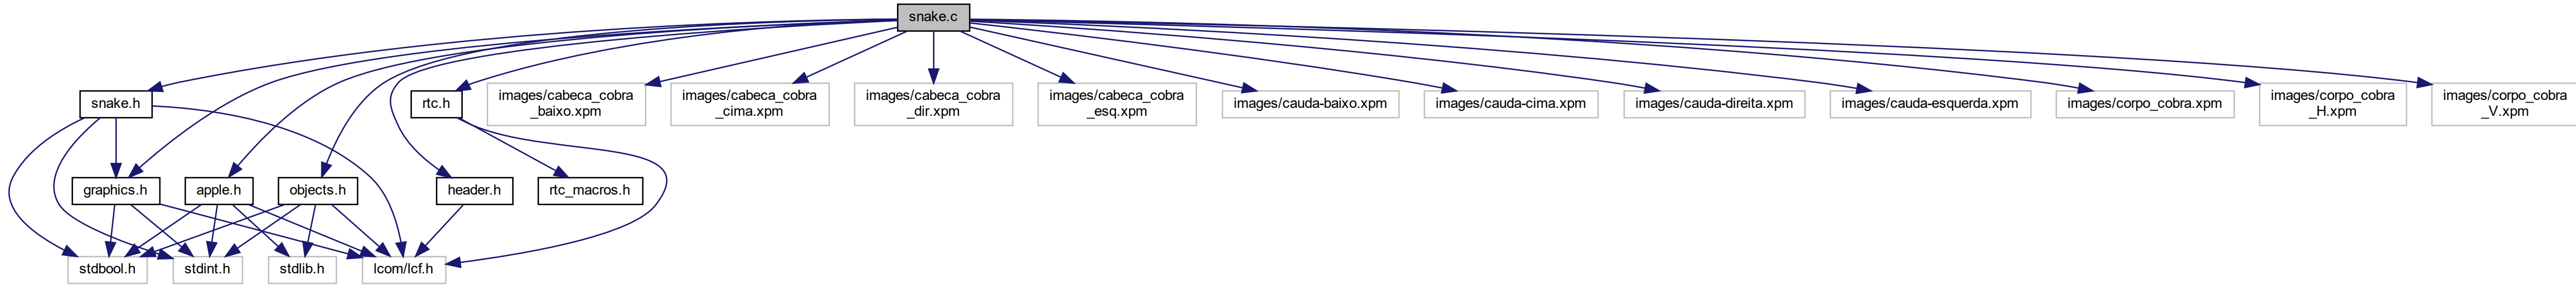 snake.c
snake.h
rtc.h
images/cabeca_cobra
_baixo.xpm
images/cabeca_cobra
_cima.xpm
images/cabeca_cobra
_dir.xpm
images/cabeca_cobra
_esq.xpm
images/cauda-baixo.xpm
images/cauda-cima.xpm
images/cauda-direita.xpm
images/cauda-esquerda.xpm
images/corpo_cobra.xpm
images/corpo_cobra
_H.xpm
images/corpo_cobra
_V.xpm
graphics.h
apple.h
objects.h
header.h
rtc_macros.h
stdbool.h
stdint.h
stdlib.h
lcom/lcf.h